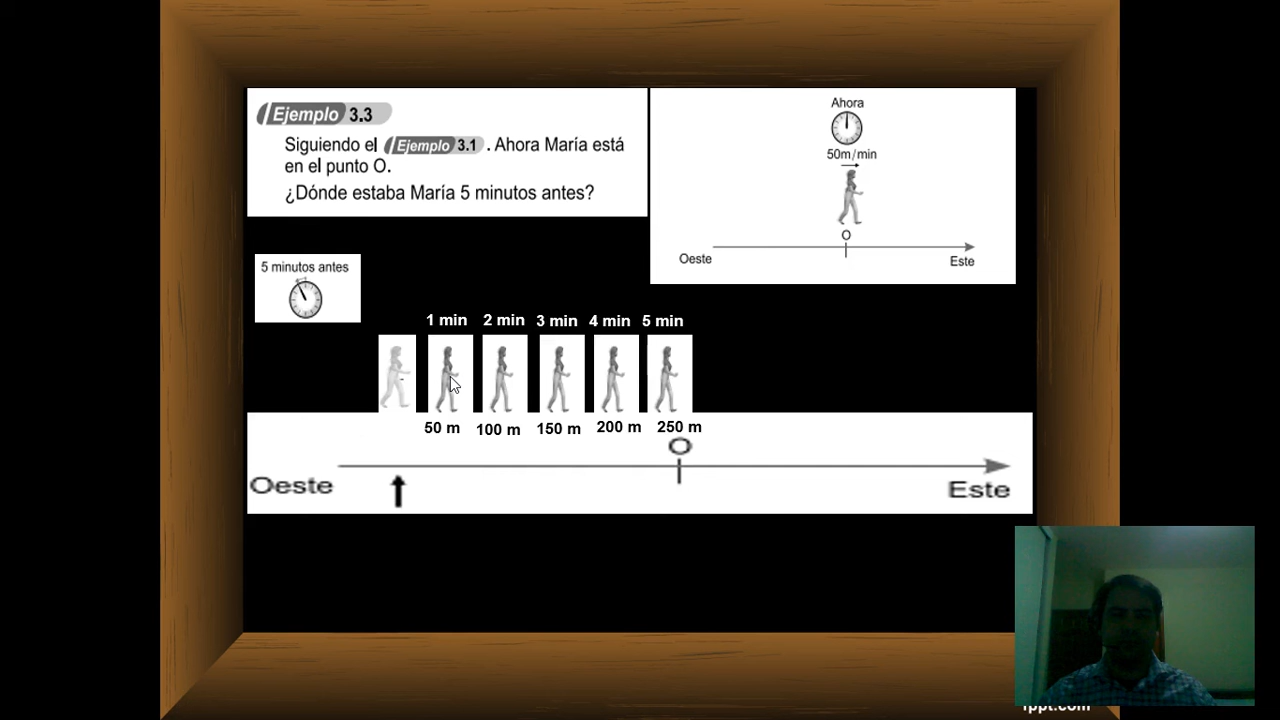 Ejemplo 3.3
Siguiendo el Ejemplo 3.1 . Ahora María está
en el punto O.
¿Dónde estaba María 5 minutos antes?
Ahora
50m/min
O
Oeste
Este
5 minutos antes
1 min 2 min 3 min 4 min 5 min
50 m 100 m 150 m 200 m 250 m
O
Oeste
Este
fppt.com